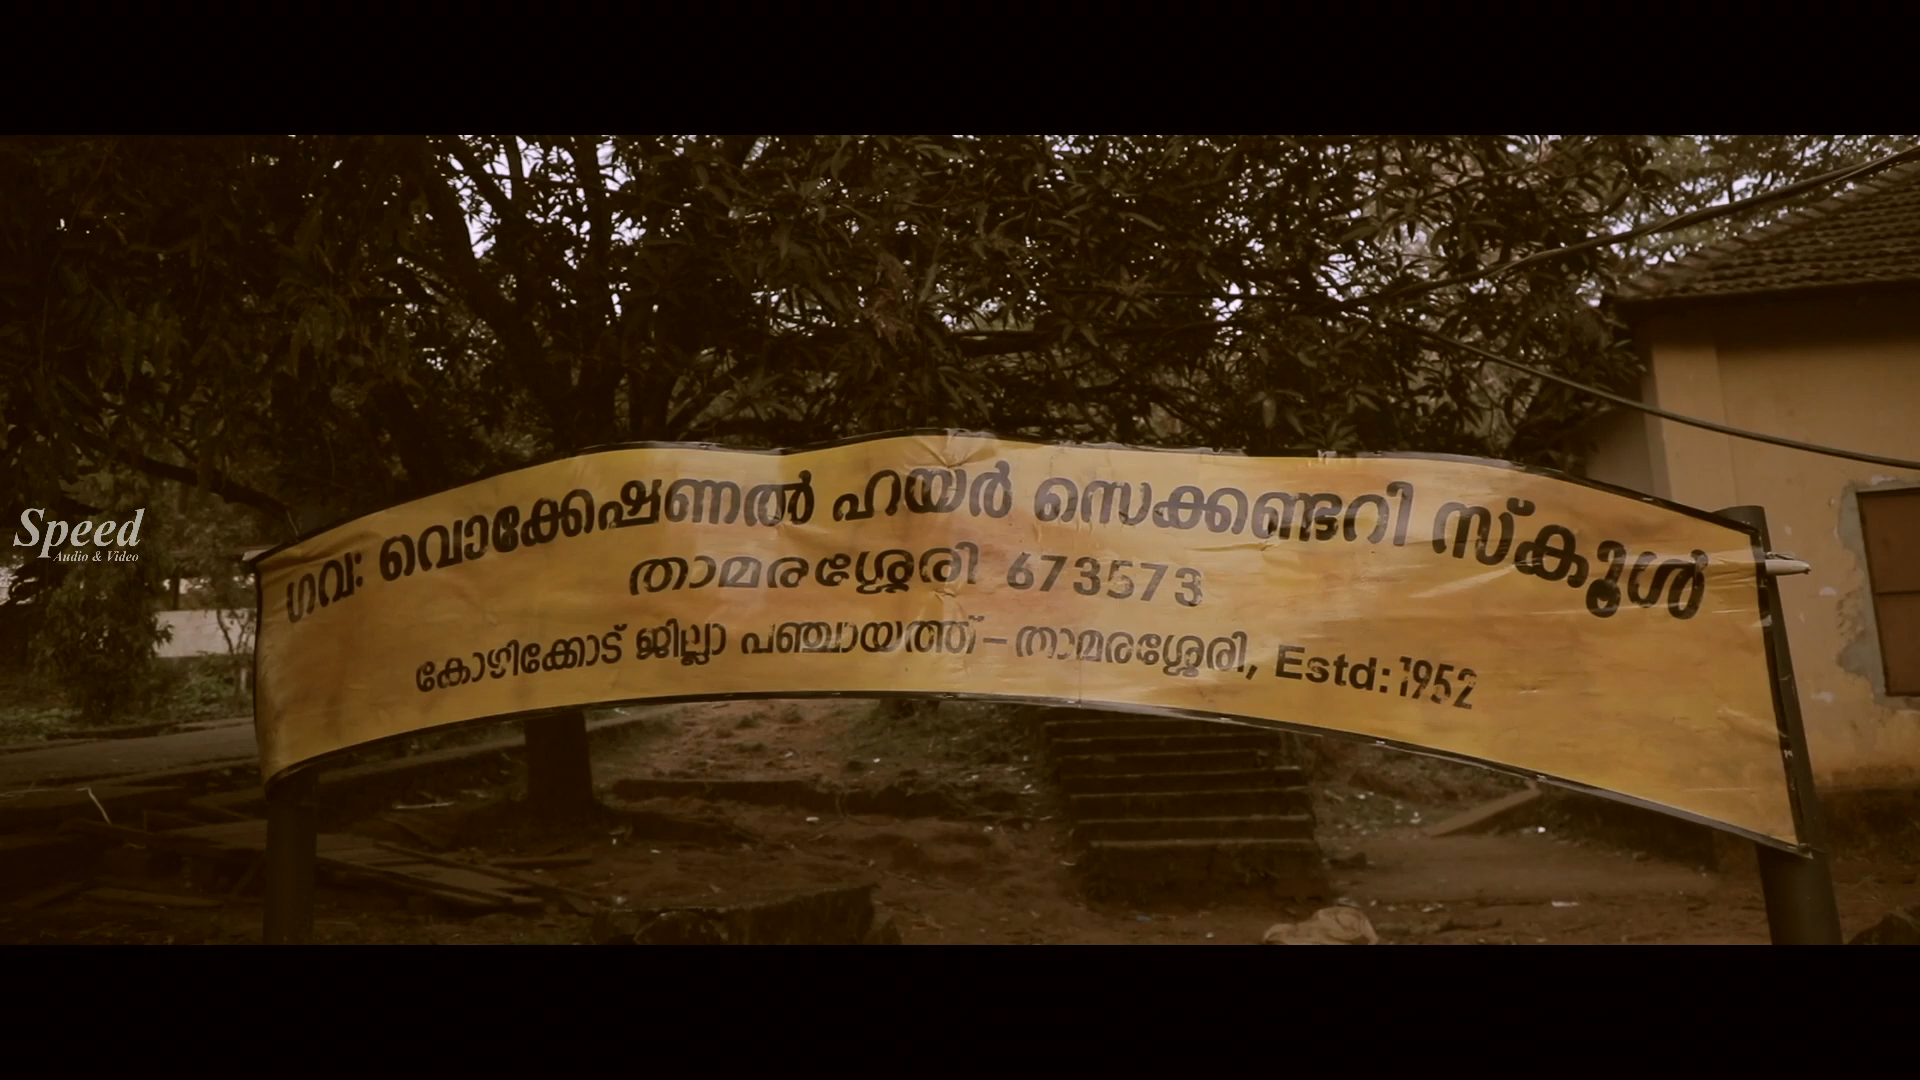 ഗവ: വൊക്കേഷണൽ ഹയർ സെക്കണ്ടറി സ്കൂൾ
താമരശ്ശേരി 673573
കോഴിക്കോട് ജില്ലാ പഞ്ചായത്ത്-താമരശ്ശേരി, Estd:1952
Speed
Audio & Video